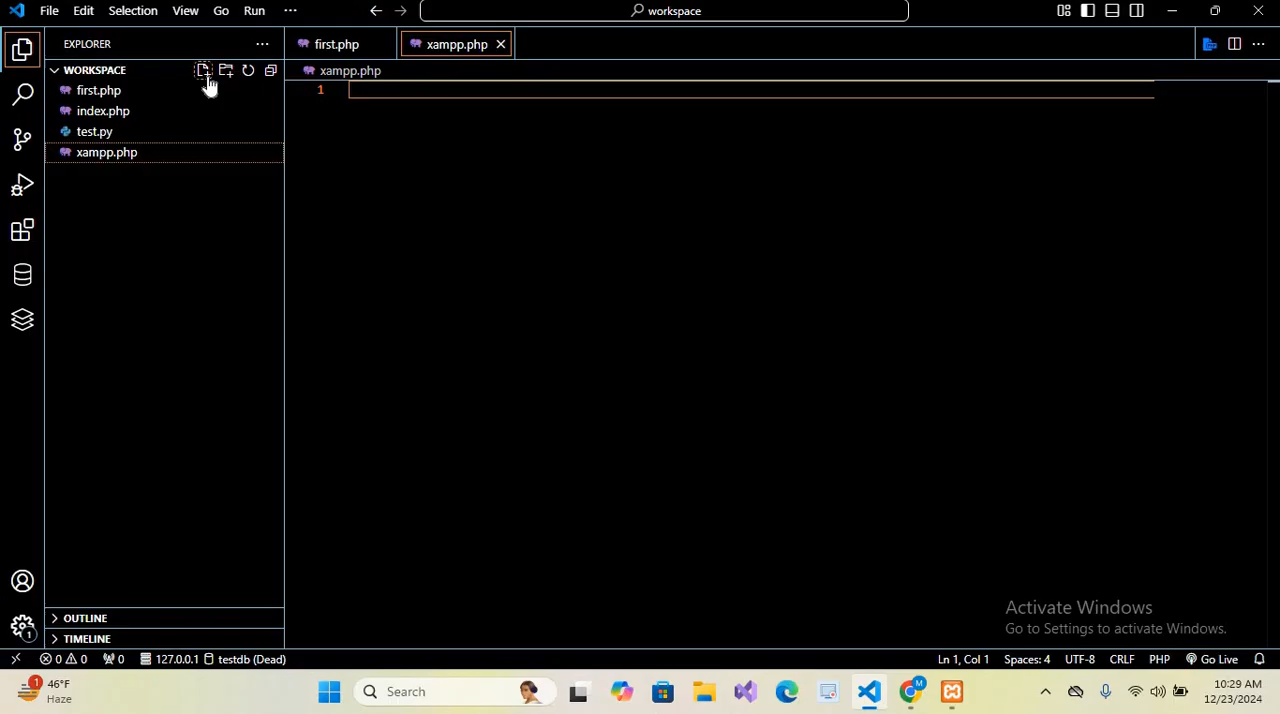 File Edit Selection View Go Run ... workspace
EXPLORER ...
first.php
xampp.php
WORKSPACE
xampp.php
first.php
index.php
test.py
xampp.php
1
OUTLINE
TIMELINE
Activate Windows
Go to Settings to activate Windows.
1
0 0 0 127.0.0.1 testdb (Dead) Ln 1, Col 1 Spaces: 4 UTF-8 CRLF PHP Go Live
1
46°F
Haze
Search
M
10:29 AM
12/23/2024